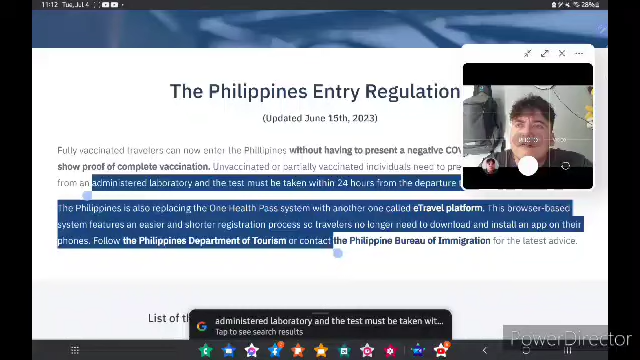 11:12 Tue, Jul 4
28%
The Philippines Entry Regulation
(Updated June 15th, 2023)
Fully vaccinated travelers can now enter the Phillipines without having to present a negative COV
show proof of complete vaccination. Unvaccinated or partially vaccinated individuals need to pre
from an administered laboratory and the test must be taken within 24 hours from the departure t
The Philippines is also replacing the One Health Pass system with another one called eTravel platform. This browser-based
system features an easier and shorter registration process so travelers no longer need to download and install an app on their
phones. Follow the Philippines Department of Tourism or contact the Philippine Bureau of Immigration for the latest advice.
PHOTO
List of th
administered laboratory and the test must be taken wit...
Tap to see search results
PowerDirector